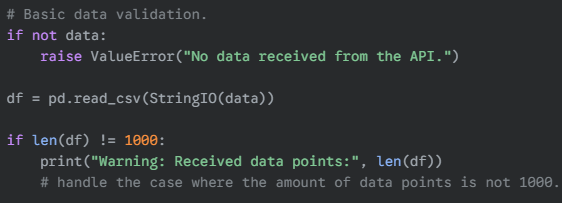 # Basic data validation.
if not data:
    raise ValueError("No data received from the API.")

df = pd.read_csv(StringIO(data))

if len(df) != 1000:
    print("Warning: Received data points:", len(df))
    # handle the case where the amount of data points is not 1000.